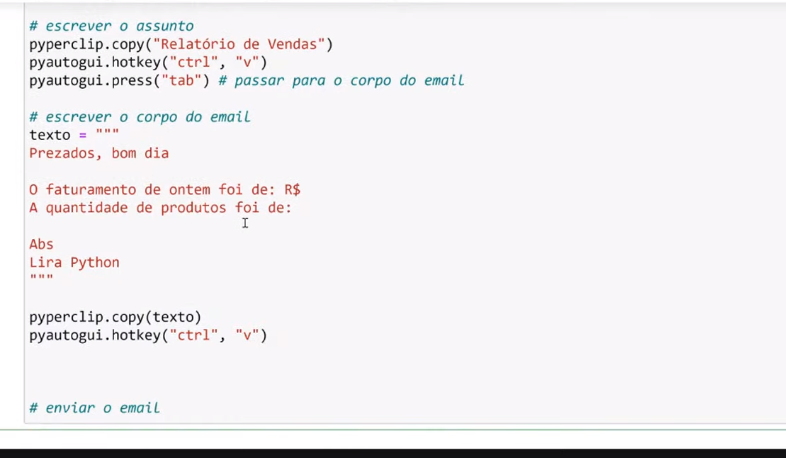 # escrever o assunto
pyperclip.copy("Relatório de Vendas")
pyautogui.hotkey("ctrl", "v")
pyautogui.press("tab") # passar para o corpo do email
# escrever o corpo do email
texto = """
Prezados, bom dia
O faturamento de ontem foi de: R$
A quantidade de produtos foi de:
Abs
Lira Python
"""
pyperclip.copy(texto)
pyautogui.hotkey("ctrl", "v")
# enviar o email